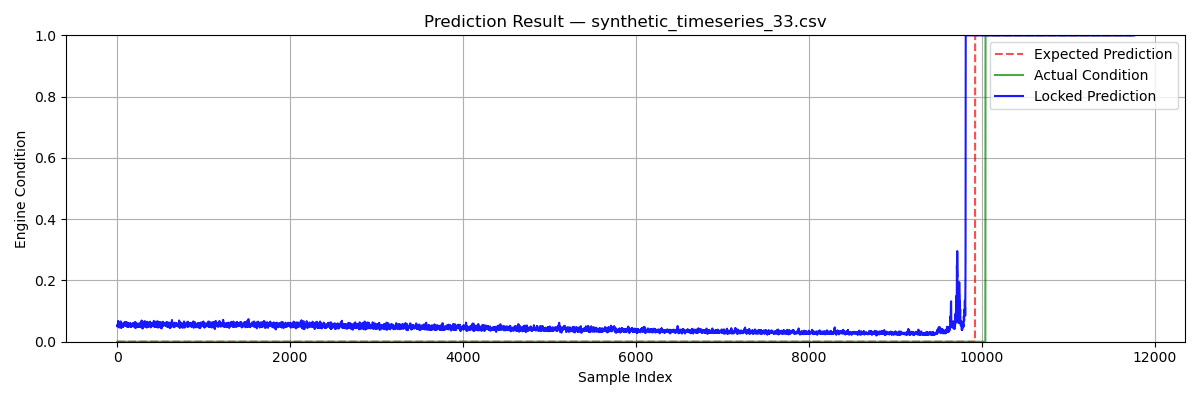 Prediction Result — synthetic_timeseries_33.csv
1.0
0.8
0.6
0.4
0.2
0.0
Engine Condition
Expected Prediction
Actual Condition
Locked Prediction
0 2000 4000 6000 8000 10000 12000
Sample Index